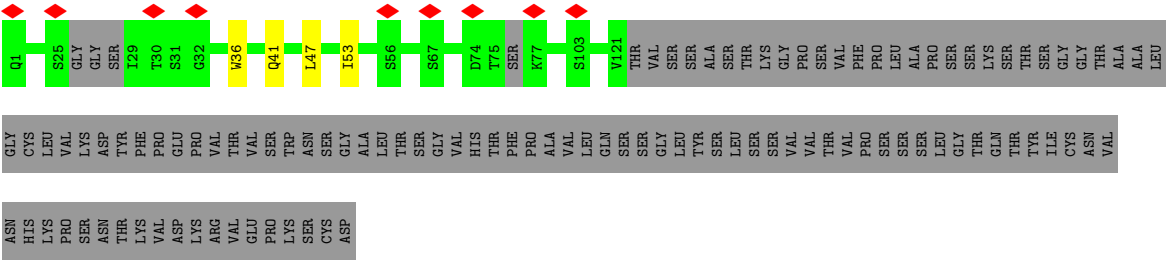 Q1 S25 GLY GLY SER I29 T30 S31 G32 W36 Q41 L47 I53 S56 S67 D74 T75 SER K77 S103 V121 THR VAL SER SER ALA SER THR LYS GLY PRO SER VAL PHE PRO LEU ALA PRO SER SER LYS SER THR SER GLY GLY THR ALA ALA LEU
GLY CYS LEU VAL LYS ASP TYR PHE PRO GLU PRO VAL THR VAL SER TRP ASN SER GLY ALA LEU THR SER GLY VAL HIS THR PHE PRO ALA VAL LEU GLN SER SER GLY LEU TYR SER LEU SER SER VAL VAL THR VAL PRO SER SER SER LEU GLY THR GLN THR TYR ILE CYS ASN VAL
ASN HIS LYS PRO SER ASN THR LYS VAL ASP LYS ARG VAL GLU PRO LYS SER CYS ASP